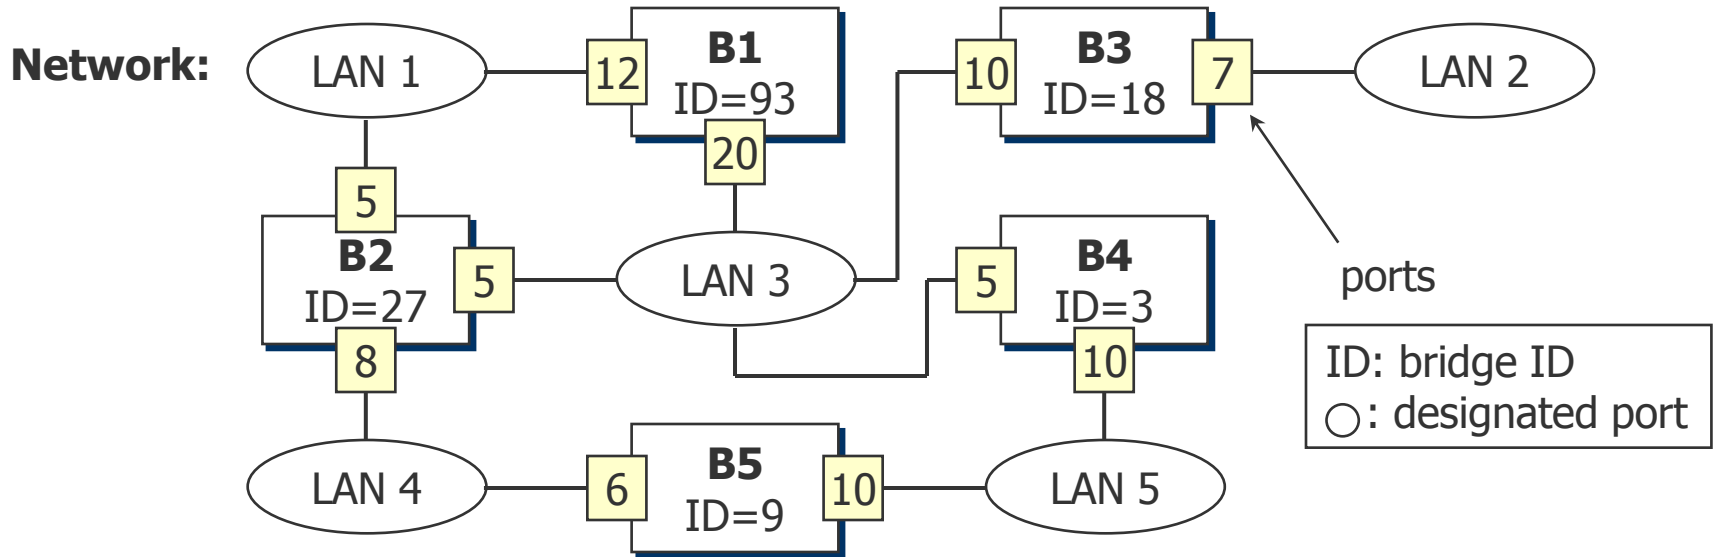 Network:
LAN 1
12
B1
ID=93
20
10
B3
ID=18
7
LAN 2
5
B2
ID=27
5
8
LAN 3
5
B4
ID=3
10
ports
ID: bridge ID
○: designated port
LAN 4
6
B5
ID=9
10
LAN 5